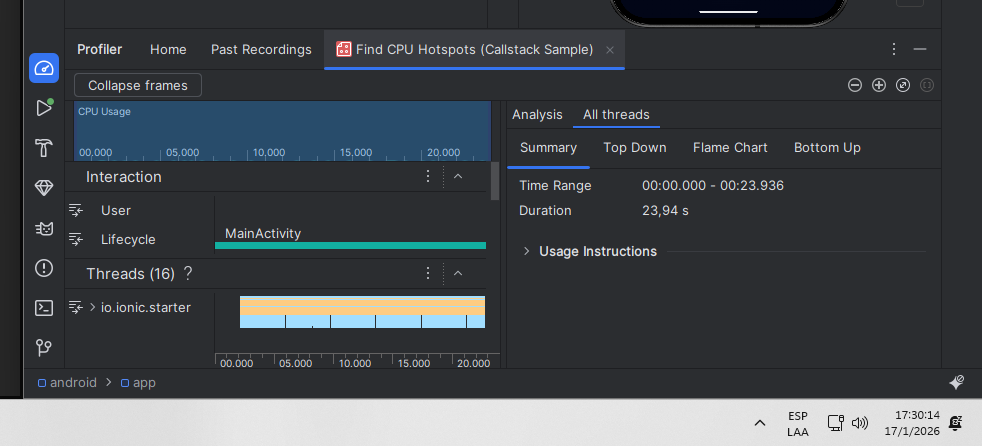 Profiler Home Past Recordings Find CPU Hotspots (Callstack Sample)
Collapse frames
CPU Usage
00,000 05,000 10,000 15,000 20.000
Interaction
User
Lifecycle
MainActivity
Threads (16) ?
io.ionic.starter
00.000 05.000 10.000 15.000 20.000
Analysis All threads
Summary Top Down Flame Chart Bottom Up
Time Range 00:00.000 - 00:23.936
Duration 23,94 s
Usage Instructions
android > app
ESP
LAA
17:30:14
17/1/2026